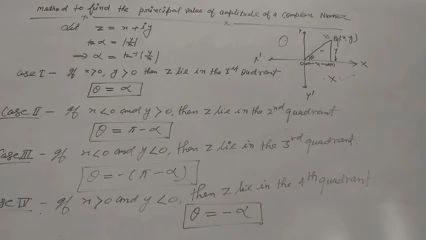 Method to find the principal value of amplitude of a Complex Number
Let z = x + iy
tan α = |y/x|
⇒ α = tan⁻¹ |y/x|
Case I - If x>0, y>0 then z lie in the 1st quadrant
θ = α
Case II - If x<0 and y>0, then z lie in the 2nd quadrant
θ = π - α
Case III - If x<0 and y<0, then z lie in the 3rd quadrant.
θ = -(π - α)
se IV - If x>0 and y<0, then z lie in the 4th quadrant
θ = -α
θ
Y
X' X
Y'